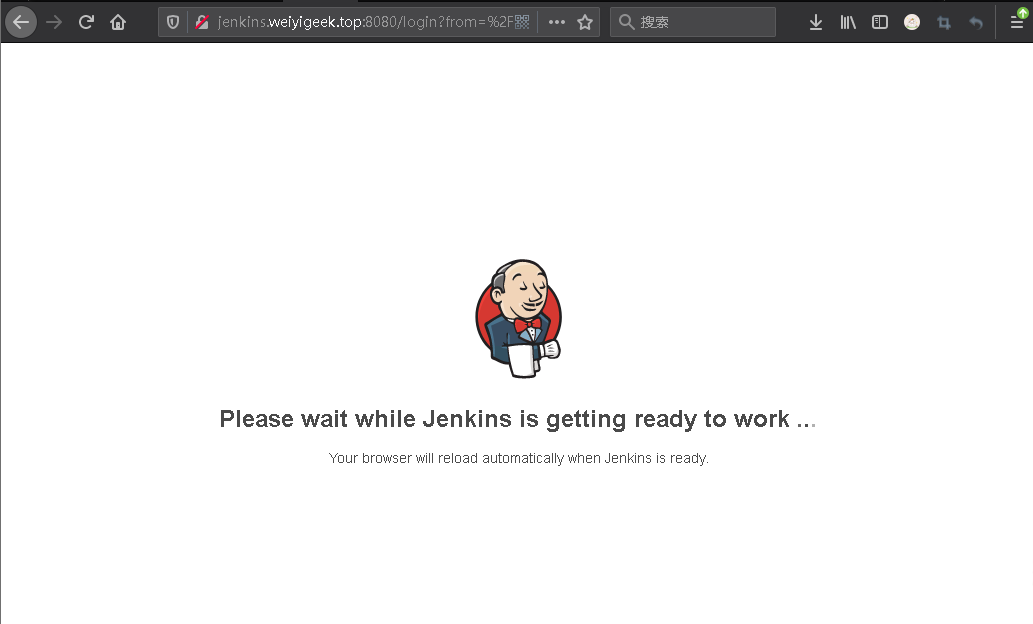 jenkins.weiyigeek.top:8080/login?from=%2F
搜索
Please wait while Jenkins is getting ready to work ...
Your browser will reload automatically when Jenkins is ready.